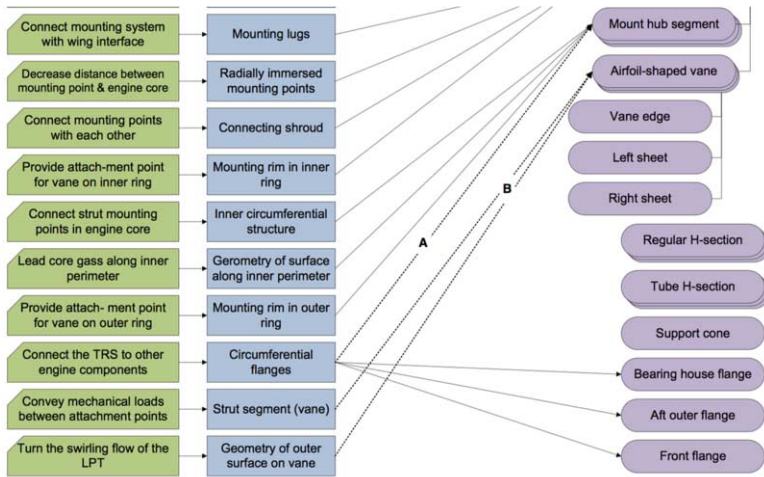 Connect mounting system
with wing interface
Mounting lugs
Mount hub segment
Decrease distance between
mounting point & engine core
Radially immersed
mounting points
Airfoil-shaped vane
Connect mounting points
with each other
Connecting shroud
Vane edge
Provide attach-ment point
for vane on inner ring
Mounting rim in inner
ring
Left sheet
B
Right sheet
Connect strut mounting
points in engine core
Inner circumferential
structure
A
Regular H-section
Lead core gass along inner
perimeter
Gerometry of surface
along inner perimeter
Tube H-section
Provide attach- ment point
for vane on outer ring
Mounting rim in outer
ring
Support cone
Connect the TRS to other
engine components
Circumferential
flanges
Bearing house flange
Convey mechanical loads
between attachment points
Strut segment (vane)
Aft outer flange
Turn the swirling flow of the
LPT
Geometry of outer
surface on vane
Front flange